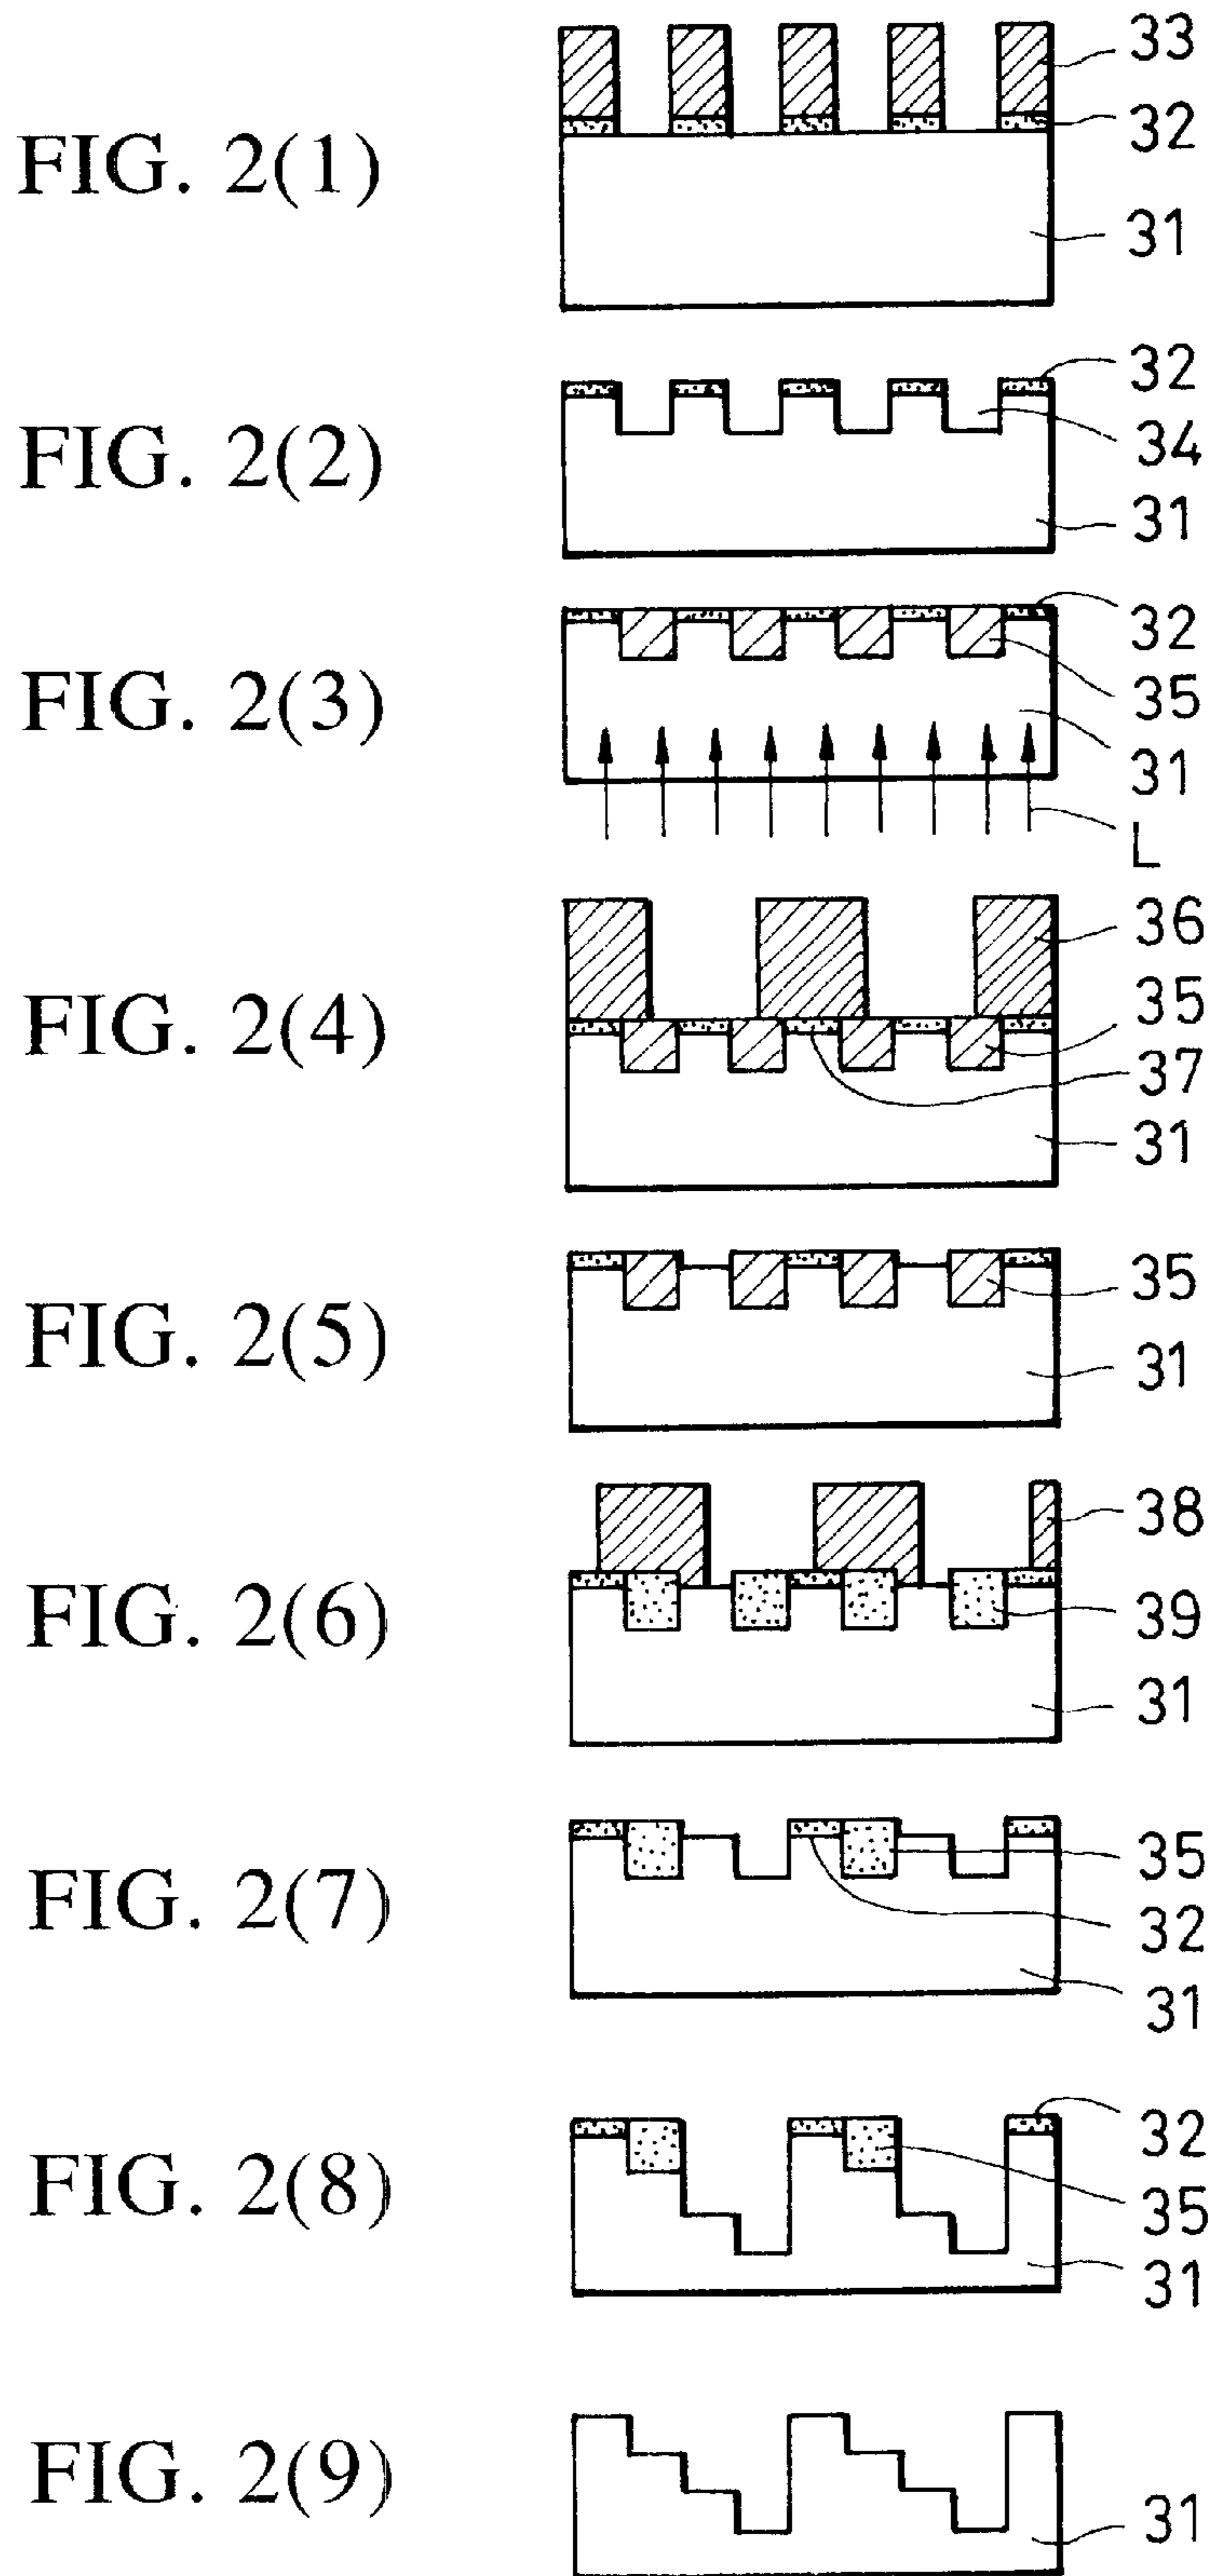 FIG. 2(1)
33
32
31
FIG. 2(2)
32
34
31
FIG. 2(3)
32
35
31
L
FIG. 2(4)
36
35
37
31
FIG. 2(5)
35
31
FIG. 2(6)
38
39
31
FIG. 2(7)
35
32
31
FIG. 2(8)
32
35
31
FIG. 2(9)
31